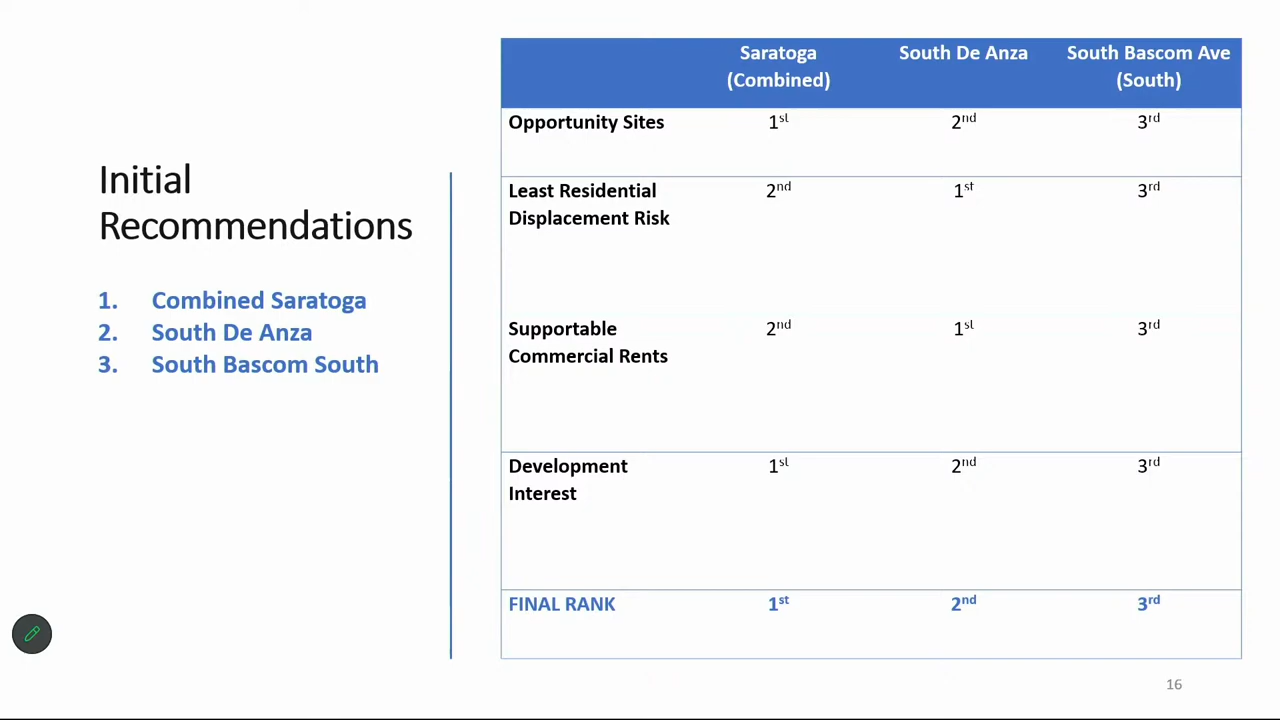 Initial
Recommendations
1. Combined Saratoga
2. South De Anza
3. South Bascom South
Saratoga (Combined) South De Anza South Bascom Ave (South)
Opportunity Sites 1st 2nd 3rd
Least Residential Displacement Risk 2nd 1st 3rd
Supportable Commercial Rents 2nd 1st 3rd
Development Interest 1st 2nd 3rd
FINAL RANK 1st 2nd 3rd
16